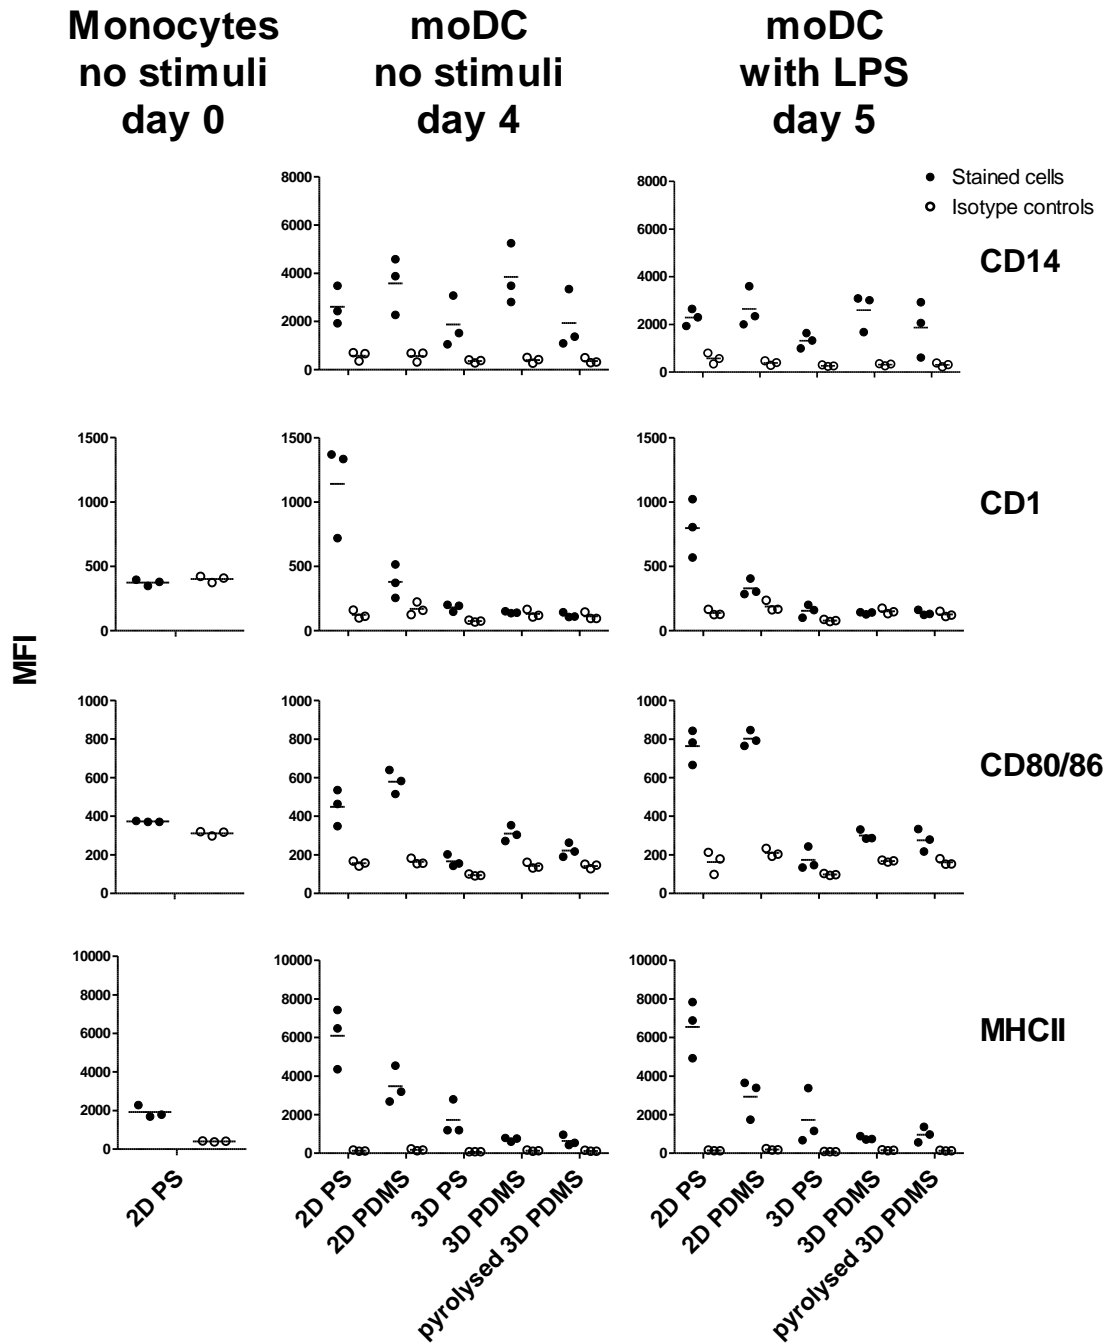 Monocytes
no stimuli
day 0
moDC
no stimuli
day 4
moDC
with LPS
day 5
Stained cells
Isotype controls
8000
6000
4000
2000
0
8000
6000
4000
2000
0
CD14
1500
1000
500
0
1500
1000
500
0
1500
1000
500
0
CD1
MFI
1000
800
600
400
200
0
1000
800
600
400
200
0
1000
800
600
400
200
0
CD80/86
10000
8000
6000
4000
2000
0
10000
8000
6000
4000
2000
0
10000
8000
6000
4000
2000
0
MHCII
2D PS
2D PS
2D PDMS
3D PS
3D PDMS
pyrolysed 3D PDMS
2D PS
2D PDMS
3D PS
3D PDMS
pyrolysed 3D PDMS